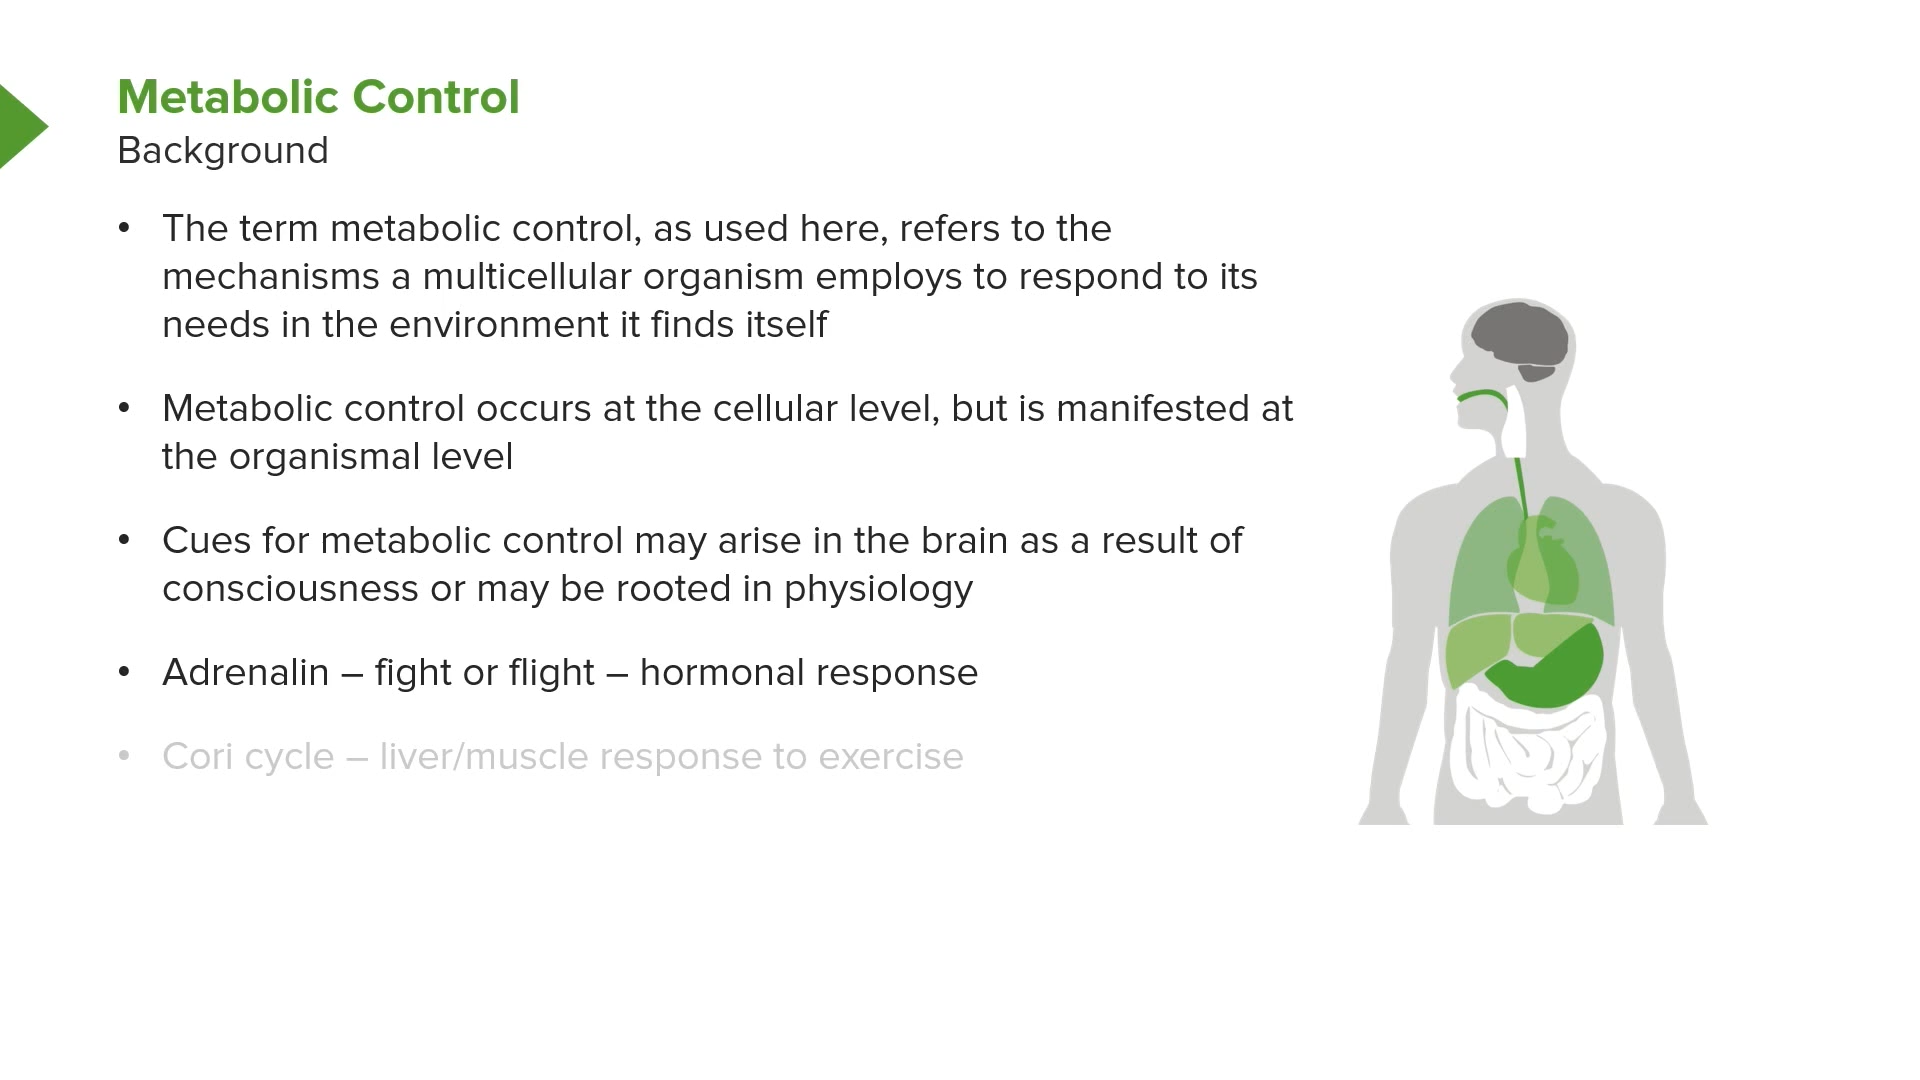 Metabolic Control
Background
• The term metabolic control, as used here, refers to the
mechanisms a multicellular organism employs to respond to its
needs in the environment it finds itself
• Metabolic control occurs at the cellular level, but is manifested at
the organismal level
• Cues for metabolic control may arise in the brain as a result of
consciousness or may be rooted in physiology
• Adrenalin – fight or flight – hormonal response
• Cori cycle – liver/muscle response to exercise